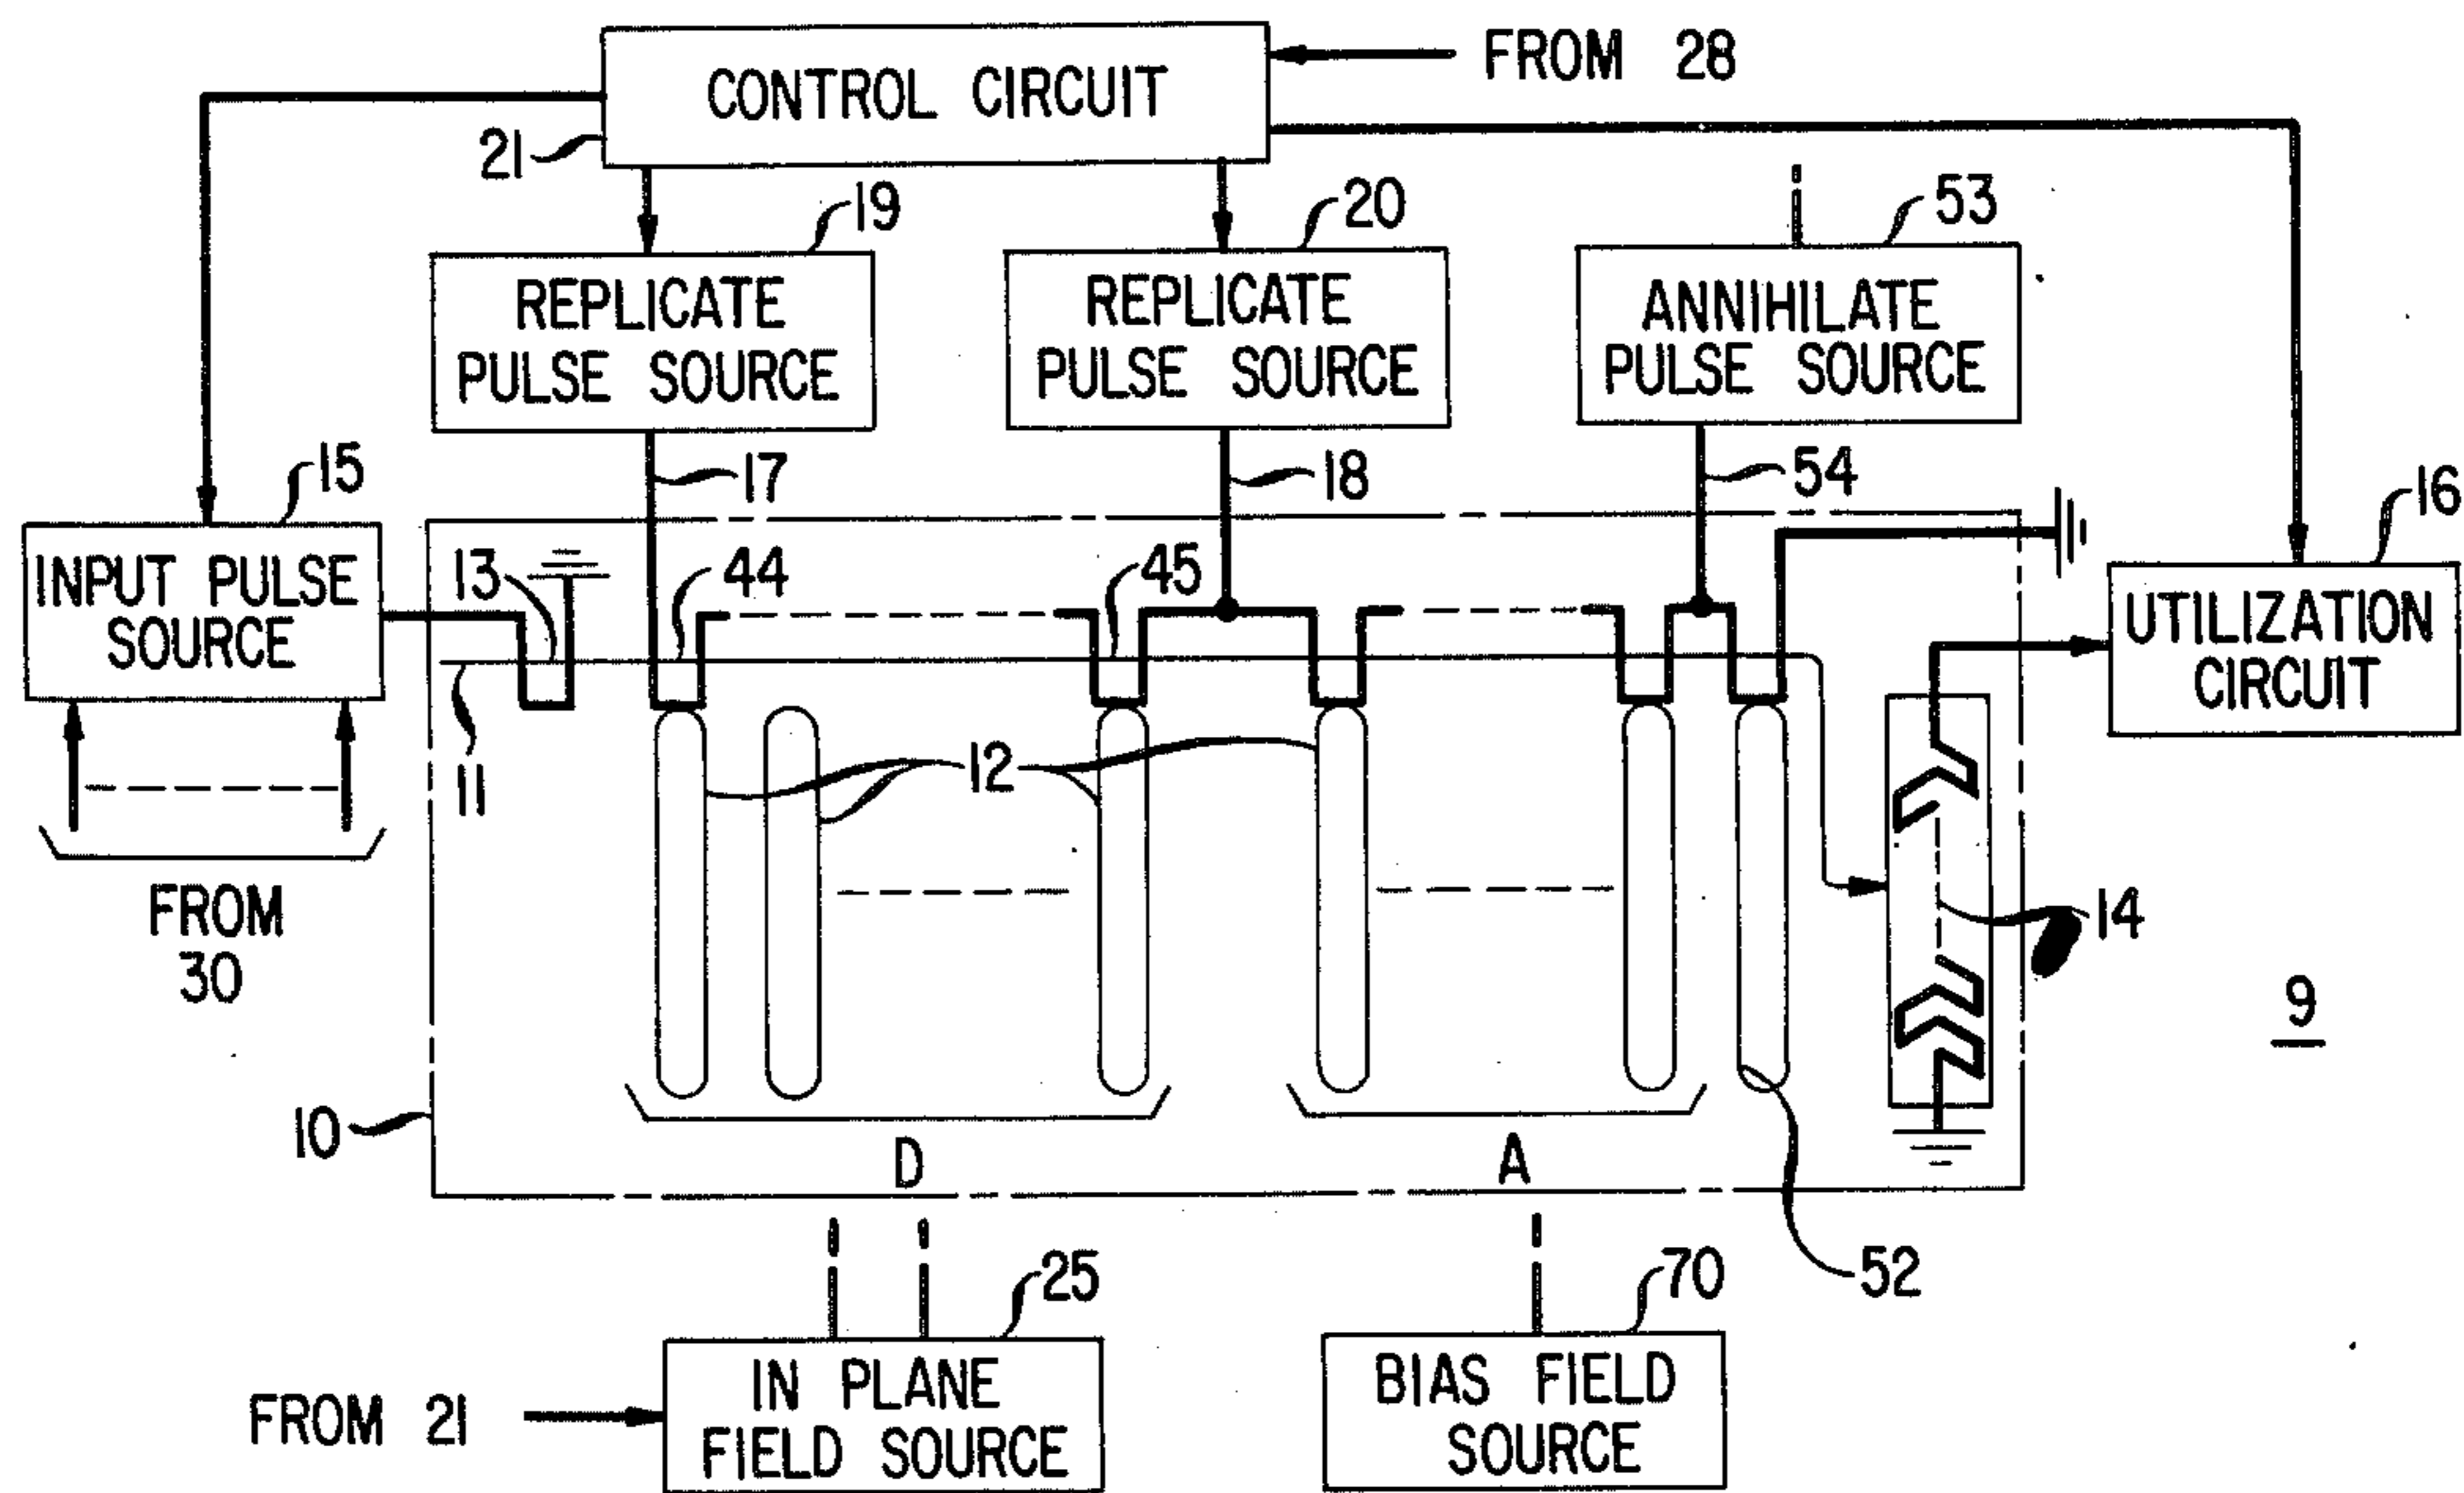 CONTROL CIRCUIT
FROM 28
21
19
20
53
REPLICATE
PULSE SOURCE
REPLICATE
PULSE SOURCE
ANNIHILATE
PULSE SOURCE
15
17
18
54
16
INPUT PULSE
SOURCE
13
44
45
UTILIZATION
CIRCUIT
11
12
FROM
30
14
9
10
D
A
25
70
52
FROM 21
IN PLANE
FIELD SOURCE
BIAS FIELD
SOURCE